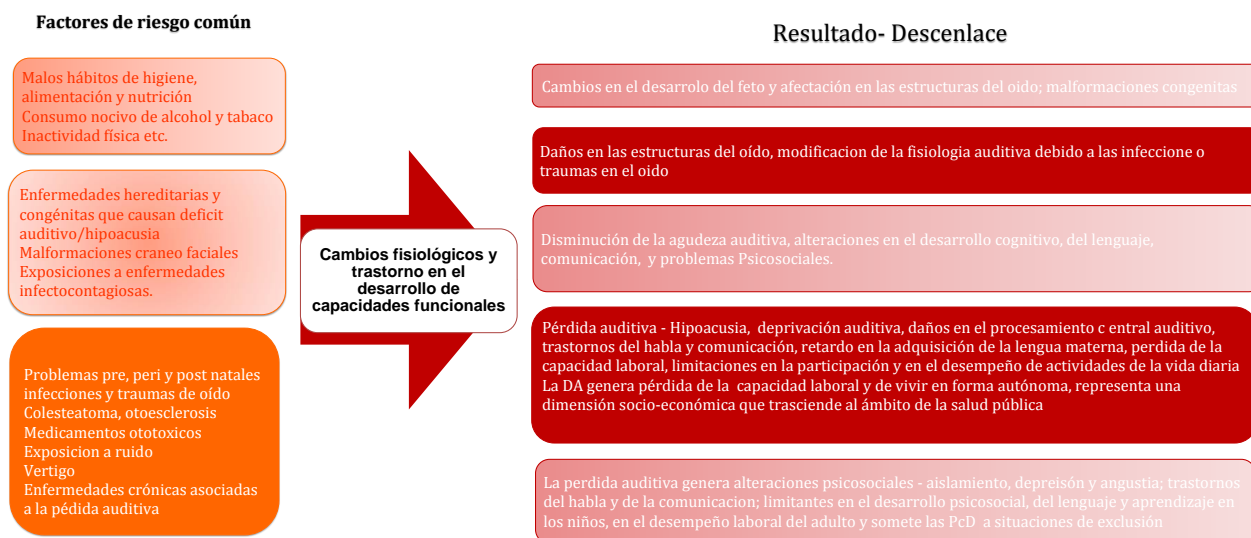 Factores de riesgo común
Malos hábitos de higiene,
alimentación y nutrición
Consumo nocivo de alcohol y tabaco
Inactividad física etc.
Enfermedades hereditarias y
congénitas que causan deficit
auditivo/hipoacusia
Malformaciones craneo faciales
Exposiciones a enfermedades
infectocontagiosas.
Problemas pre, peri y post natales
infecciones y traumas de oído
Colesteatoma, otoesclerosis
Medicamentos ototoxicos
Exposicion a ruido
Vertigo
Enfermedades crónicas asociadas
a la pédida auditiva
Cambios fisiológicos y
trastorno en el
desarrollo de
capacidades funcionales
Resultado- Descenlace
Cambios en el desarrolo del feto y afectación en las estructuras del oido; malformaciones congenitas
Daños en las estructuras del oído, modificacion de la fisiologia auditiva debido a las infeccione o
traumas en el oido
Disminución de la agudeza auditiva, alteraciones en el desarrollo cognitivo, del lenguaje,
comunicación, y problemas Psicosociales.
Pérdida auditiva - Hipoacusia, deprivación auditiva, daños en el procesamiento c entral auditivo,
trastornos del habla y comunicación, retardo en la adquisición de la lengua materna, perdida de la
capacidad laboral, limitaciones en la participación y en el desempeño de actividades de la vida diaria
La DA genera pérdida de la capacidad laboral y de vivir en forma autónoma, representa una
dimensión socio-económica que trasciende al ámbito de la salud pública
La perdida auditiva genera alteraciones psicosociales - aislamiento, depreisón y angustia; trastornos
del habla y de la comunicacion; limitantes en el desarrollo psicosocial, del lenguaje y aprendizaje en
los niños, en el desempeño laboral del adulto y somete las PcD a situaciones de exclusión